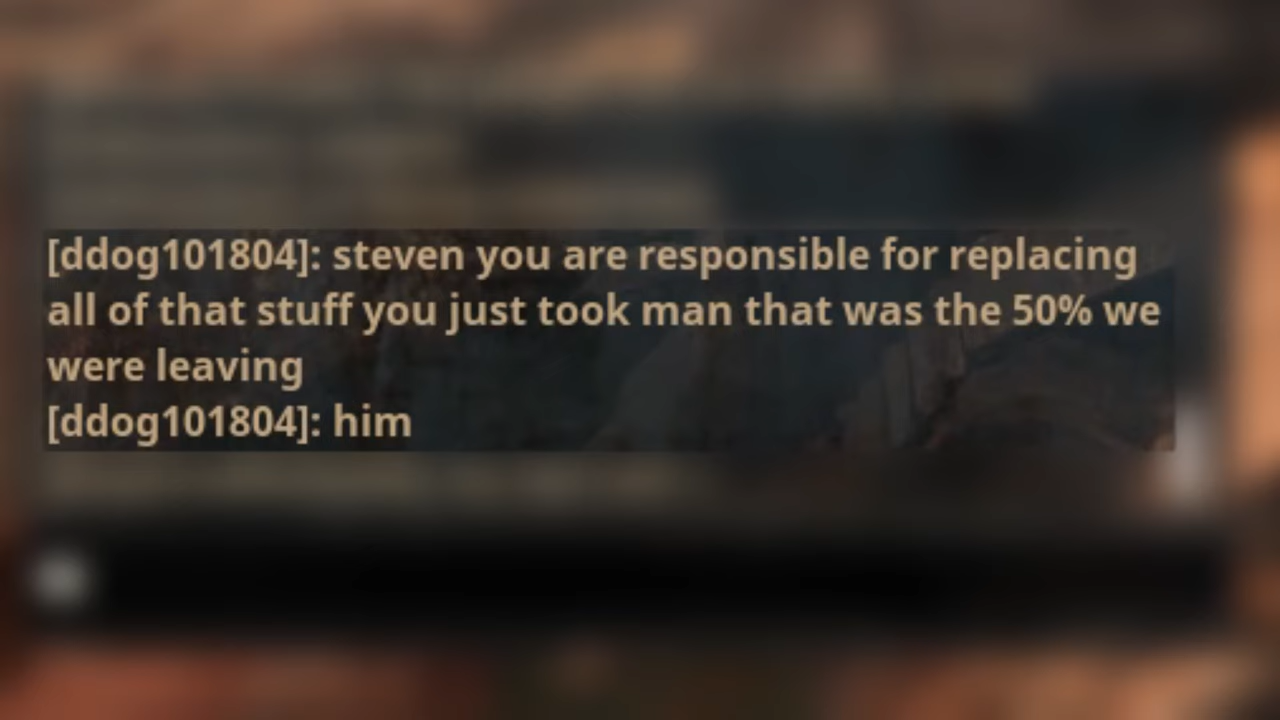 [ddog101804]: steven you are responsible for replacing
all of that stuff you just took man that was the 50% we
were leaving
[ddog101804]: him